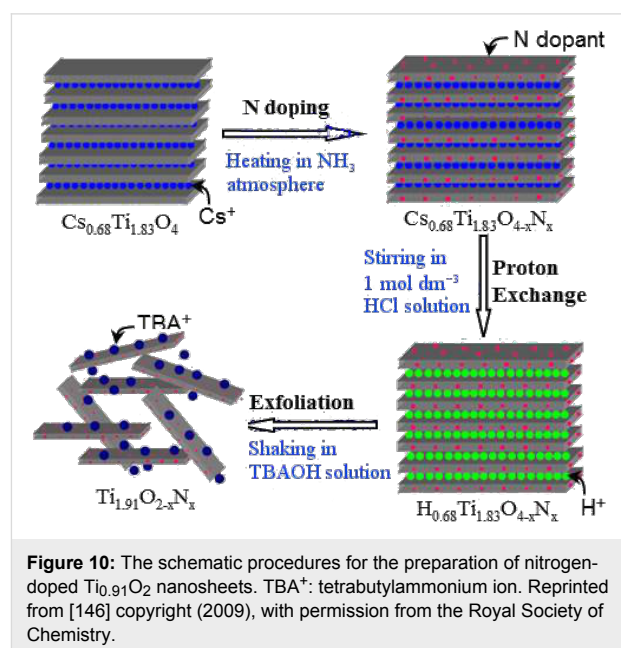 N dopant
N doping
Heating in NH₃
atmosphere
Cs⁺
Cs₀.₆₈Ti₁.₈₃O₄
Cs₀.₆₈Ti₁.₈₃O₄₋ₓNₓ
Stirring in
1 mol dm⁻³
HCl solution
Proton
Exchange
TBA⁺
Exfoliation
Shaking in
TBAOH solution
Ti₁.₉₁O₂₋ₓNₓ
H⁺
H₀.₆₈Ti₁.₈₃O₄₋ₓNₓ
Figure 10: The schematic procedures for the preparation of nitrogen-
doped Ti₀.₉₁O₂ nanosheets. TBA⁺: tetrabutylammonium ion. Reprinted
from [146] copyright (2009), with permission from the Royal Society of
Chemistry.